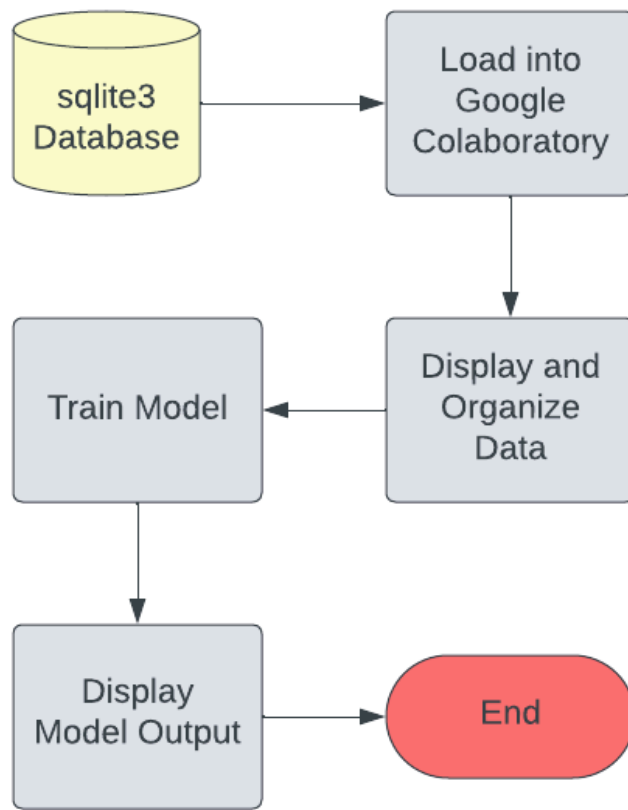 sqlite3
Database
Load into
Google
Colaboratory
Display and
Organize
Data
Train Model
Display
Model Output
End